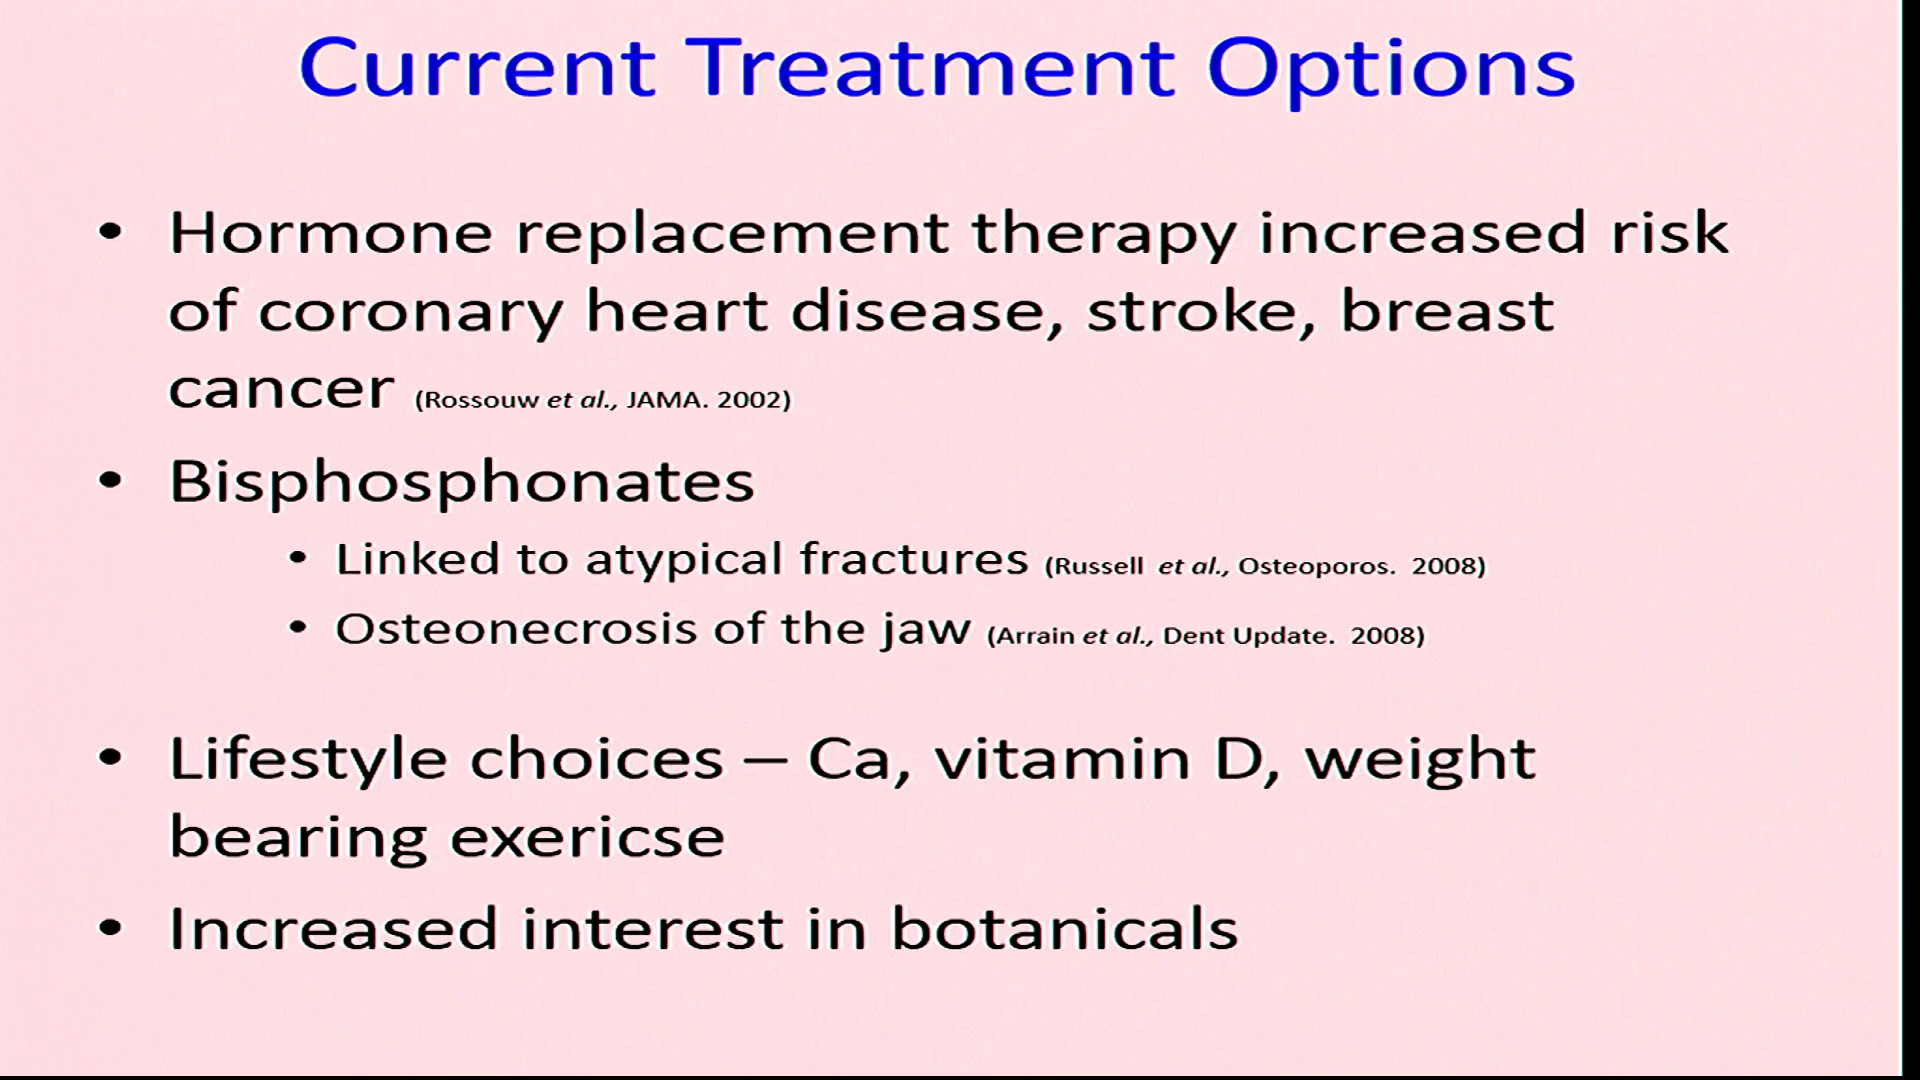 Current Treatment Options
• Hormone replacement therapy increased risk
of coronary heart disease, stroke, breast
cancer (Rossouw et al., JAMA. 2002)
• Bisphosphonates
• Linked to atypical fractures (Russell et al., Osteoporos. 2008)
• Osteonecrosis of the jaw (Arrain et al., Dent Update. 2008)
• Lifestyle choices – Ca, vitamin D, weight
bearing exericse
• Increased interest in botanicals